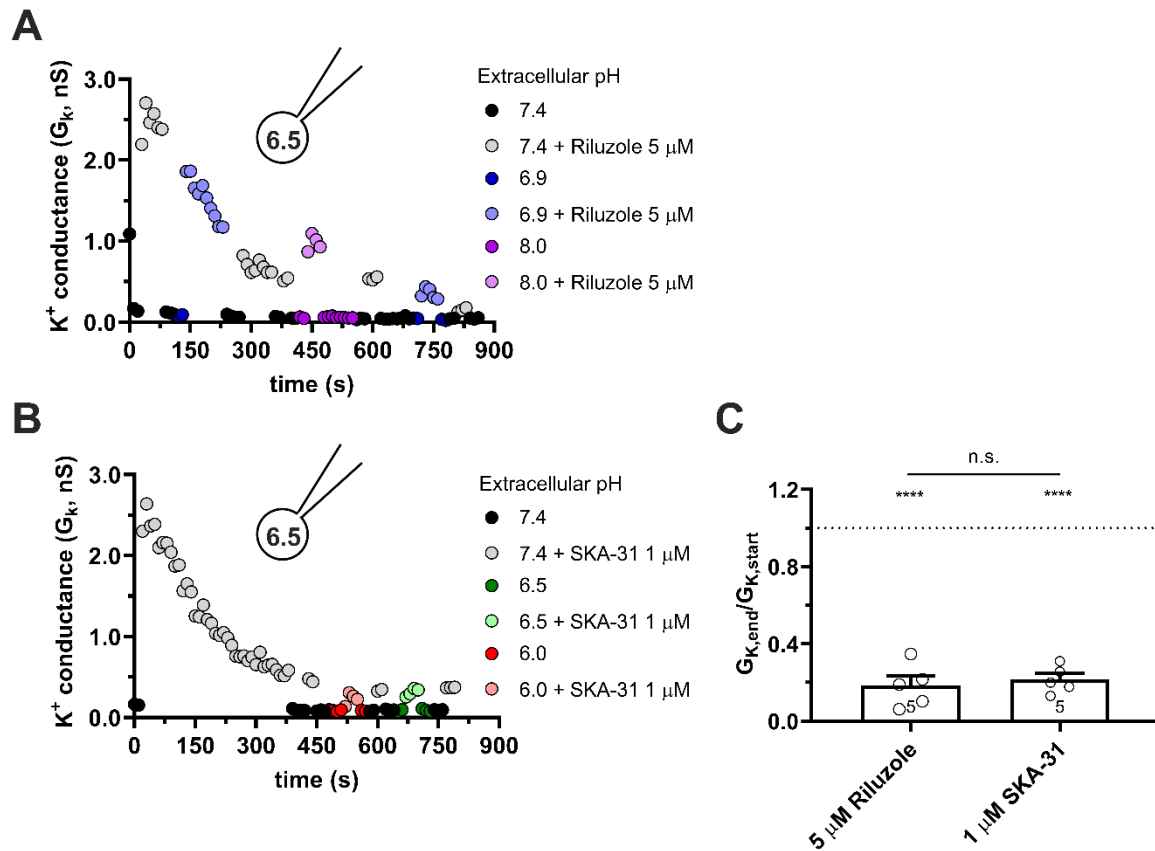 A
K+ conductance (Gk, nS)
3.0
2.0
1.0
0.0
0
150
300
450
600
750
900
time (s)
6.5
Extracellular pH
7.4
7.4 + Riluzole 5 μM
6.9
6.9 + Riluzole 5 μM
8.0
8.0 + Riluzole 5 μM
B
K+ conductance (Gk, nS)
3.0
2.0
1.0
0.0
0
150
300
450
600
750
900
time (s)
6.5
Extracellular pH
7.4
7.4 + SKA-31 1 μM
6.5
6.5 + SKA-31 1 μM
6.0
6.0 + SKA-31 1 μM
C
n.s.
**** ****
GK,end/GK,start
1.2
0.8
0.4
0.0
5 5
5 μM Riluzole
1 μM SKA-31